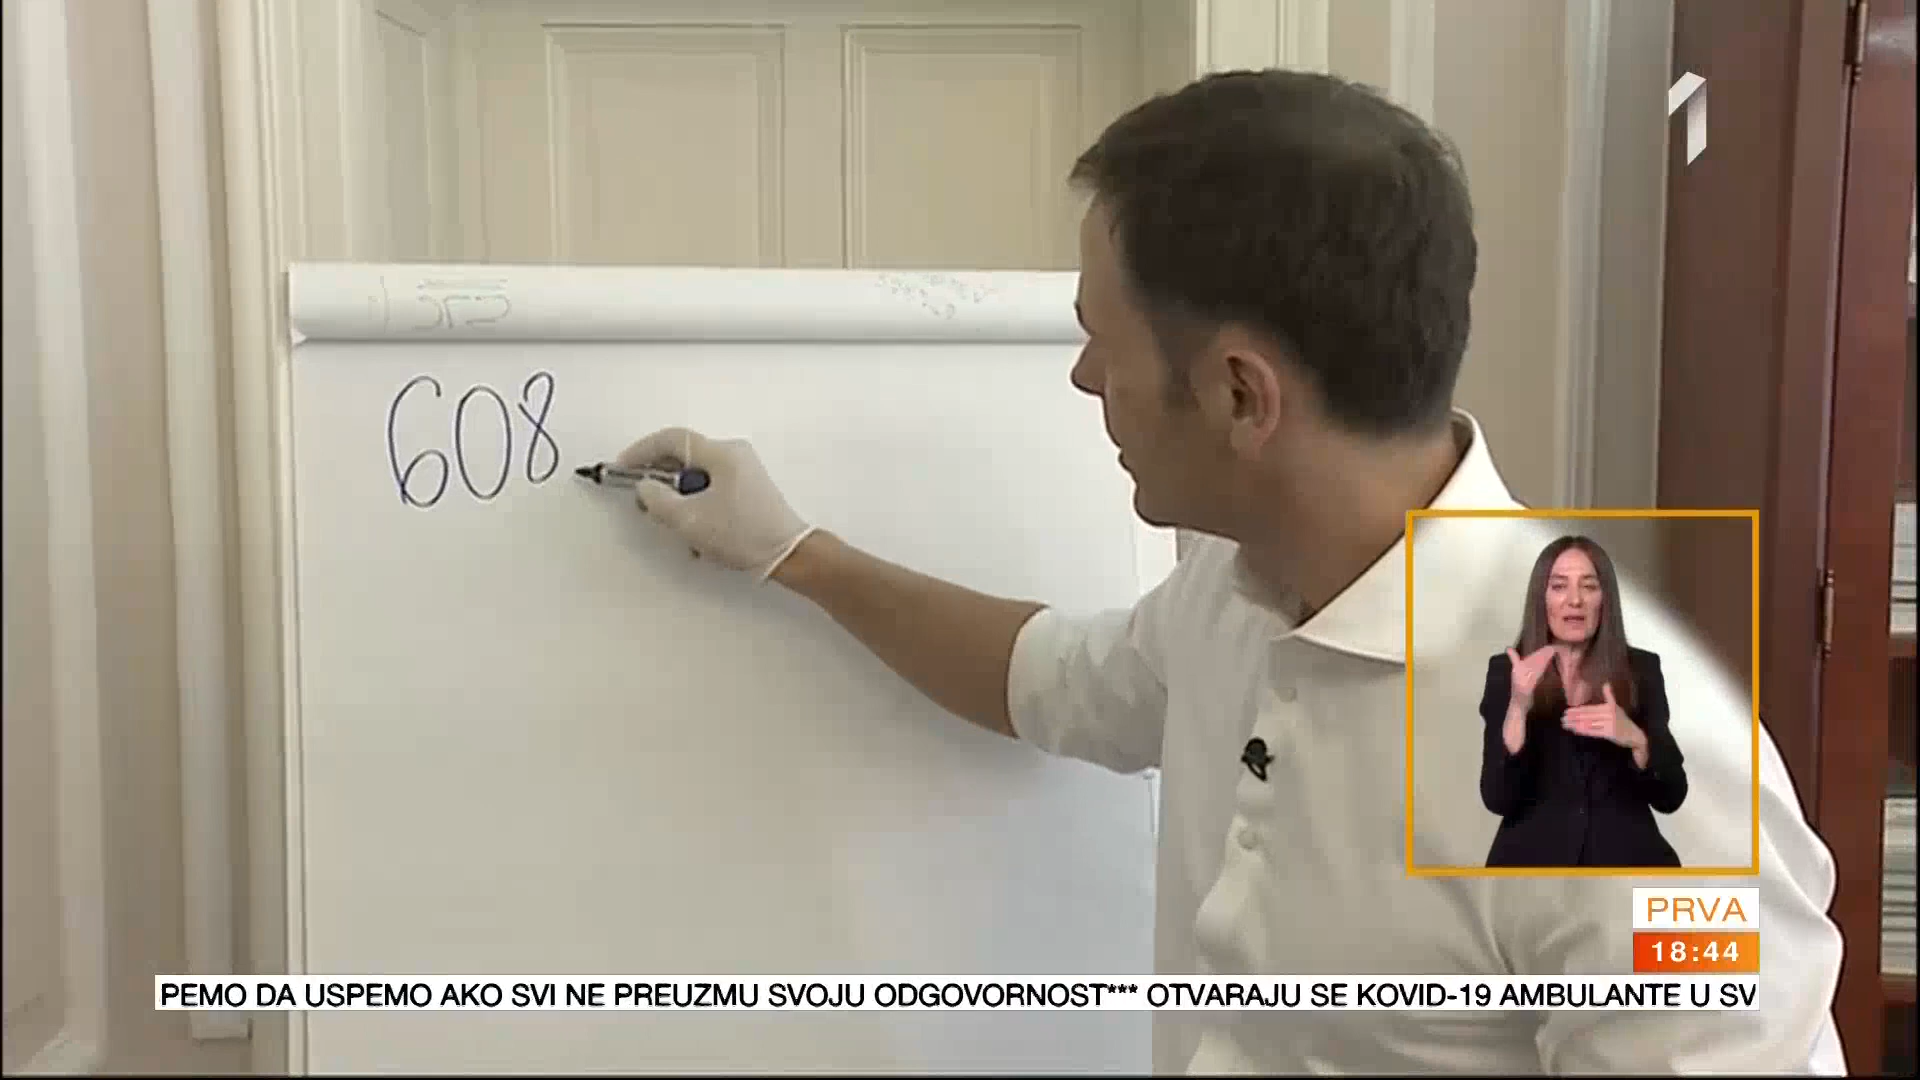 608
PRVA
18:44
PEMO DA USPEMO AKO SVI NE PREUZMU SVOJU ODGOVORNOST*** OTVARAJU SE KOVID-19 AMBULANTE U SV